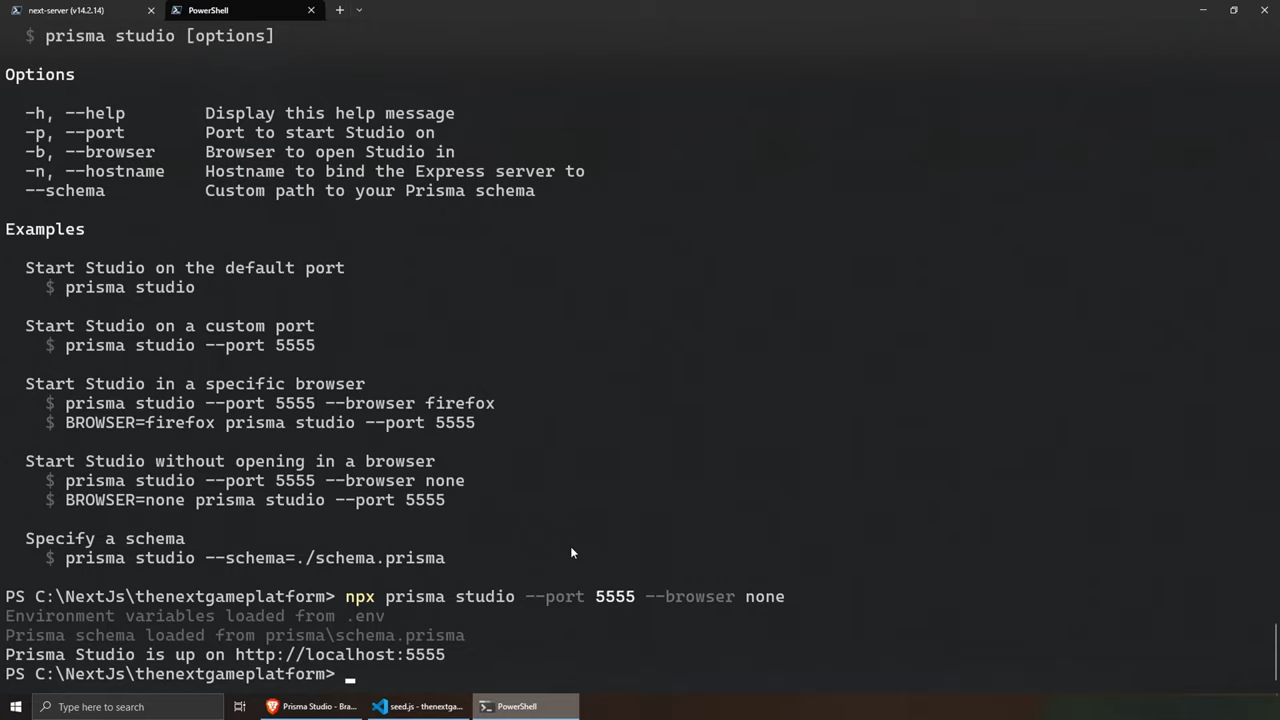 next-server (v14.2.14)
PowerShell
$ prisma studio [options]
Options
-h, --help Display this help message
-p, --port Port to start Studio on
-b, --browser Browser to open Studio in
-n, --hostname Hostname to bind the Express server to
--schema Custom path to your Prisma schema
Examples
Start Studio on the default port
$ prisma studio
Start Studio on a custom port
$ prisma studio --port 5555
Start Studio in a specific browser
$ prisma studio --port 5555 --browser firefox
$ BROWSER=firefox prisma studio --port 5555
Start Studio without opening in a browser
$ prisma studio --port 5555 --browser none
$ BROWSER=none prisma studio --port 5555
Specify a schema
$ prisma studio --schema=./schema.prisma
PS C:\NextJs\thenextgameplatform> npx prisma studio --port 5555 --browser none
Environment variables loaded from .env
Prisma schema loaded from prisma\schema.prisma
Prisma Studio is up on http://localhost:5555
PS C:\NextJs\thenextgameplatform>
Type here to search
Prisma Studio - Bra...
seed.js - thenextga...
PowerShell